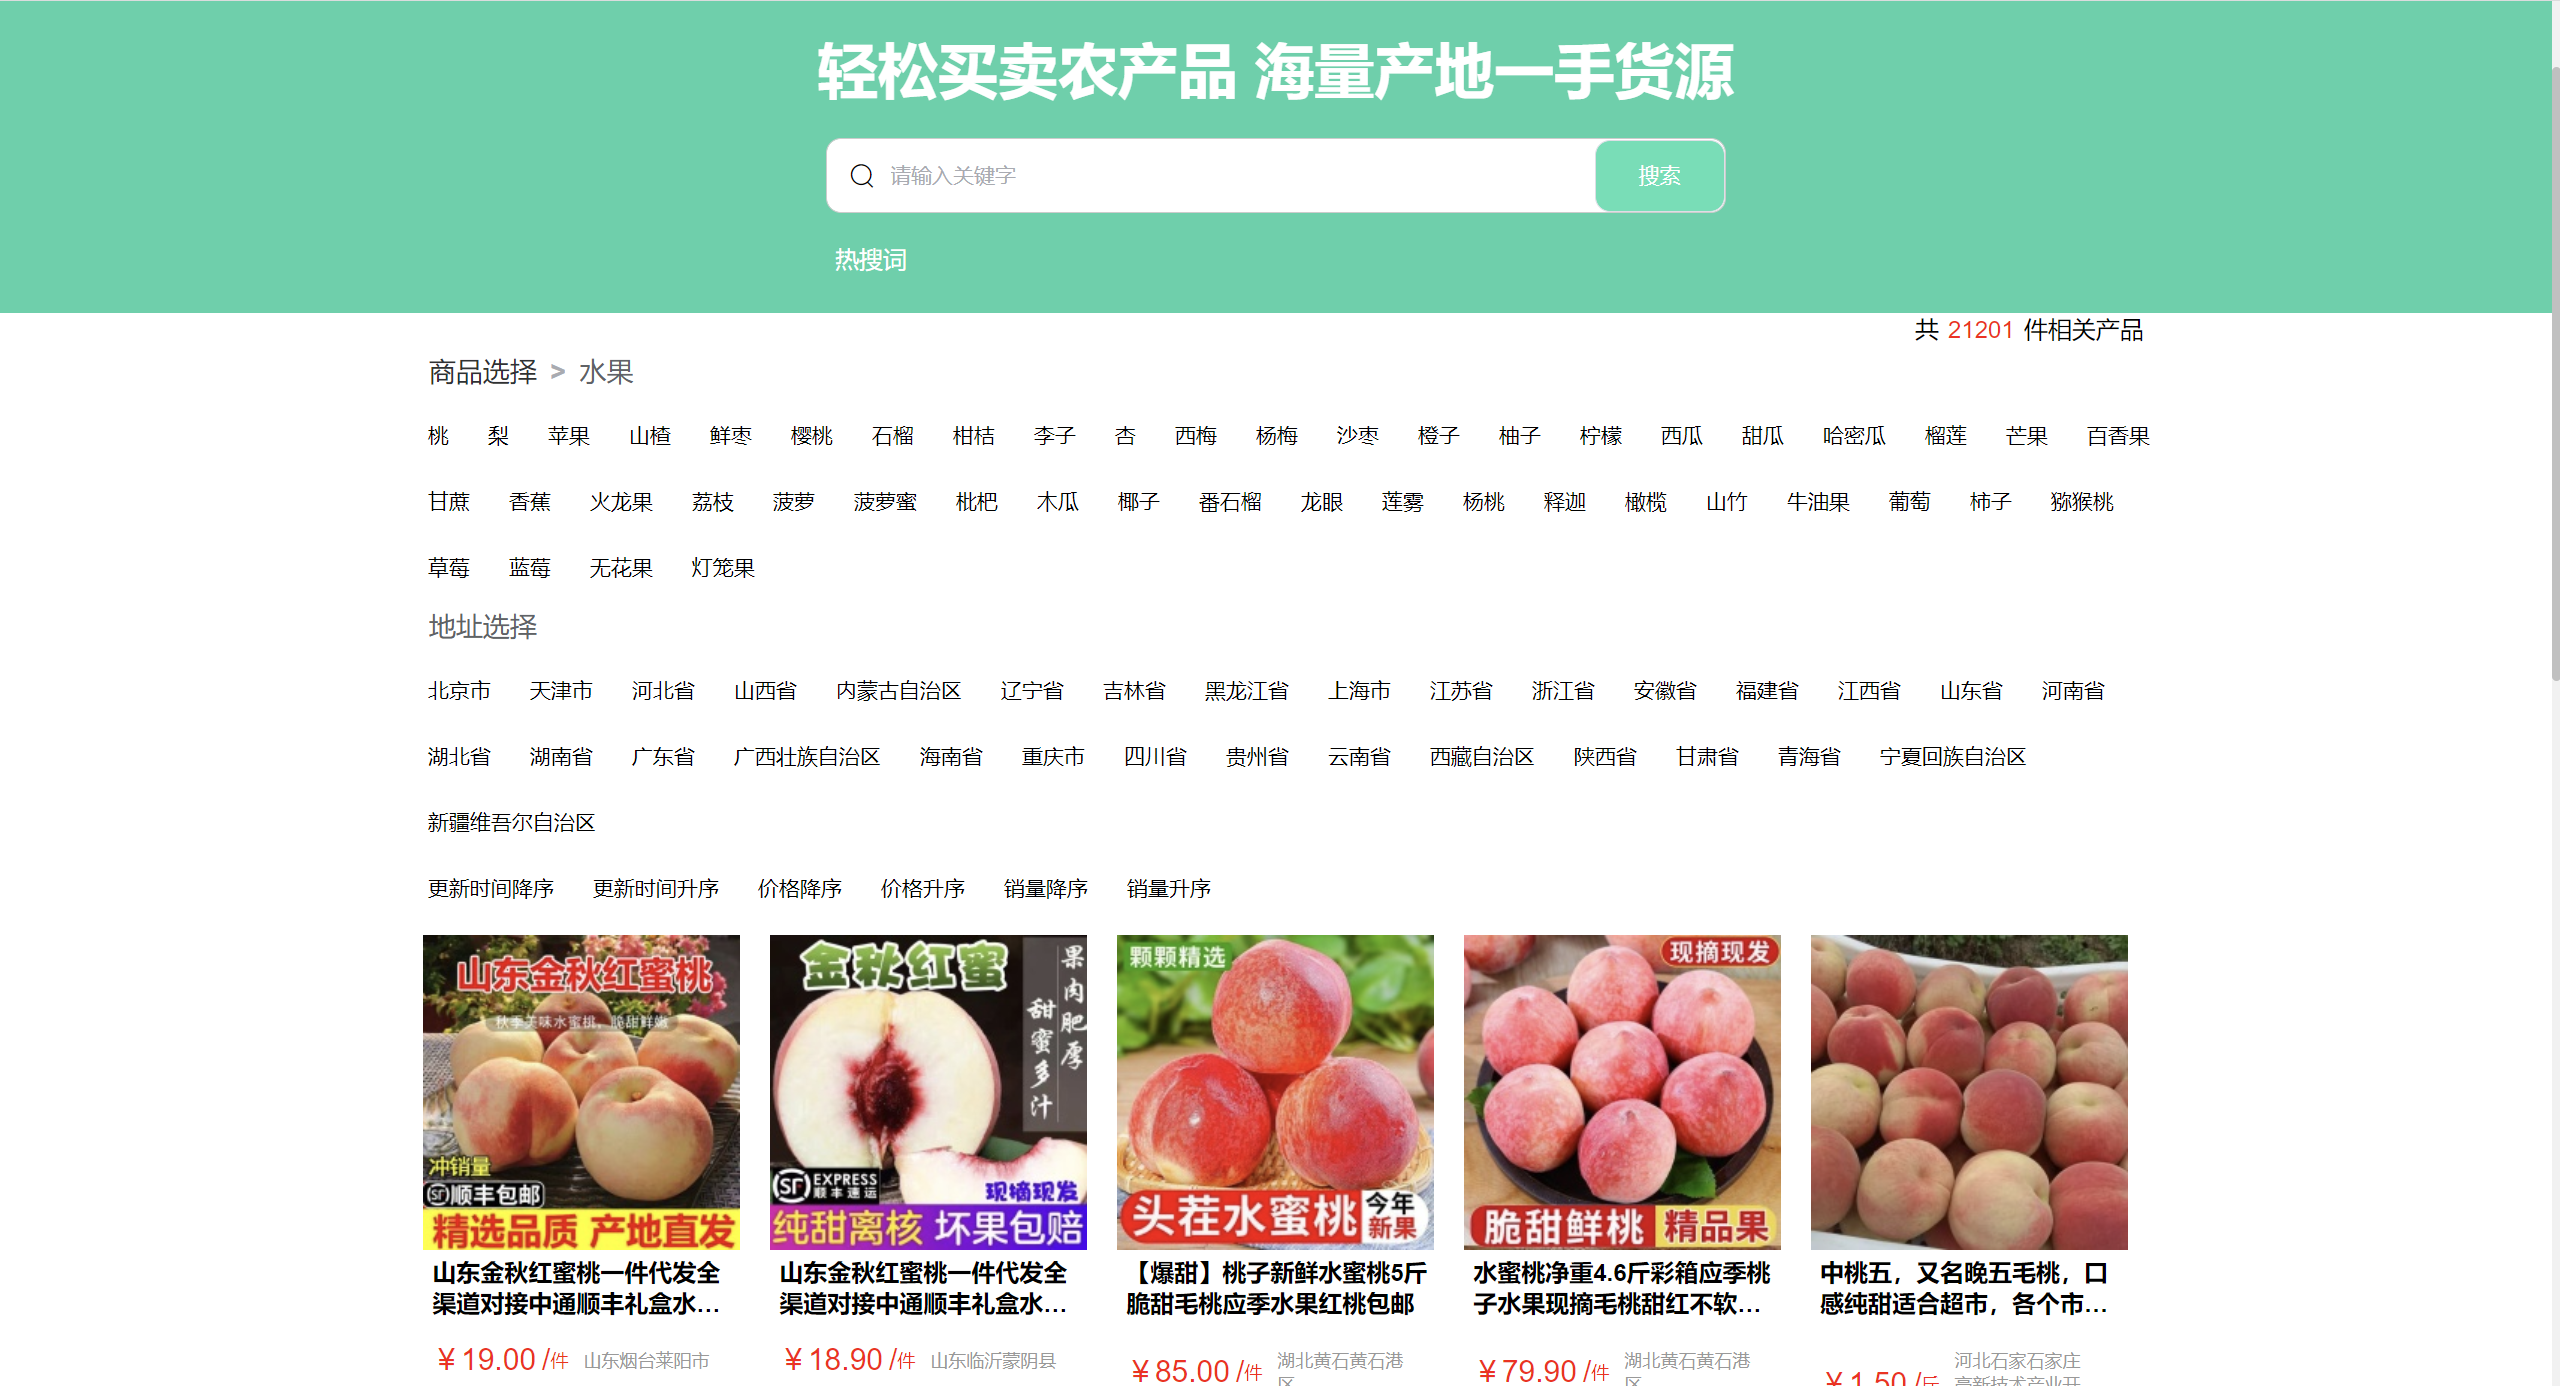 轻松买卖农产品 海量产地一手货源
请输入关键字
搜索
热搜词
共 21201 件相关产品
商品选择 > 水果
桃 梨 苹果 山楂 鲜枣 樱桃 石榴 柑桔 李子 杏 西梅 杨梅 沙枣 橙子 柚子 柠檬 西瓜 甜瓜 哈密瓜 榴莲 芒果 百香果
甘蔗 香蕉 火龙果 荔枝 菠萝 菠萝蜜 枇杷 木瓜 椰子 番石榴 龙眼 莲雾 杨桃 释迦 橄榄 山竹 牛油果 葡萄 柿子 猕猴桃
草莓 蓝莓 无花果 灯笼果
地址选择
北京市 天津市 河北省 山西省 内蒙古自治区 辽宁省 吉林省 黑龙江省 上海市 江苏省 浙江省 安徽省 福建省 江西省 山东省 河南省
湖北省 湖南省 广东省 广西壮族自治区 海南省 重庆市 四川省 贵州省 云南省 西藏自治区 陕西省 甘肃省 青海省 宁夏回族自治区
新疆维吾尔自治区
更新时间降序 更新时间升序 价格降序 价格升序 销量降序 销量升序
山东金秋红蜜桃
秋季美味水蜜桃，脆甜鲜嫩
冲销量
SF顺丰包邮
精选品质 产地直发
山东金秋红蜜桃一件代发全
渠道对接中通顺丰礼盒水...
￥19.00 /件 山东烟台莱阳市
金秋红蜜
果肉肥厚
甜蜜多汁
SF EXPRESS
顺丰速运
现摘现发
纯甜离核 坏果包赔
山东金秋红蜜桃一件代发全
渠道对接中通顺丰礼盒水...
￥18.90 /件 山东临沂蒙阴县
颗颗精选
头茬水蜜桃 今年
新果
【爆甜】桃子新鲜水蜜桃5斤
脆甜毛桃应季水果红桃包邮
￥85.00 /件 湖北黄石黄石港
区
现摘现发
脆甜鲜桃 精品果
水蜜桃净重4.6斤彩箱应季桃
子水果现摘毛桃甜红不软...
￥79.90 /件 湖北黄石黄石港
区
中桃五，又名晚五毛桃，口
感纯甜适合超市，各个市...
￥1.50 /斤 河北石家石家庄
高新技术产业开